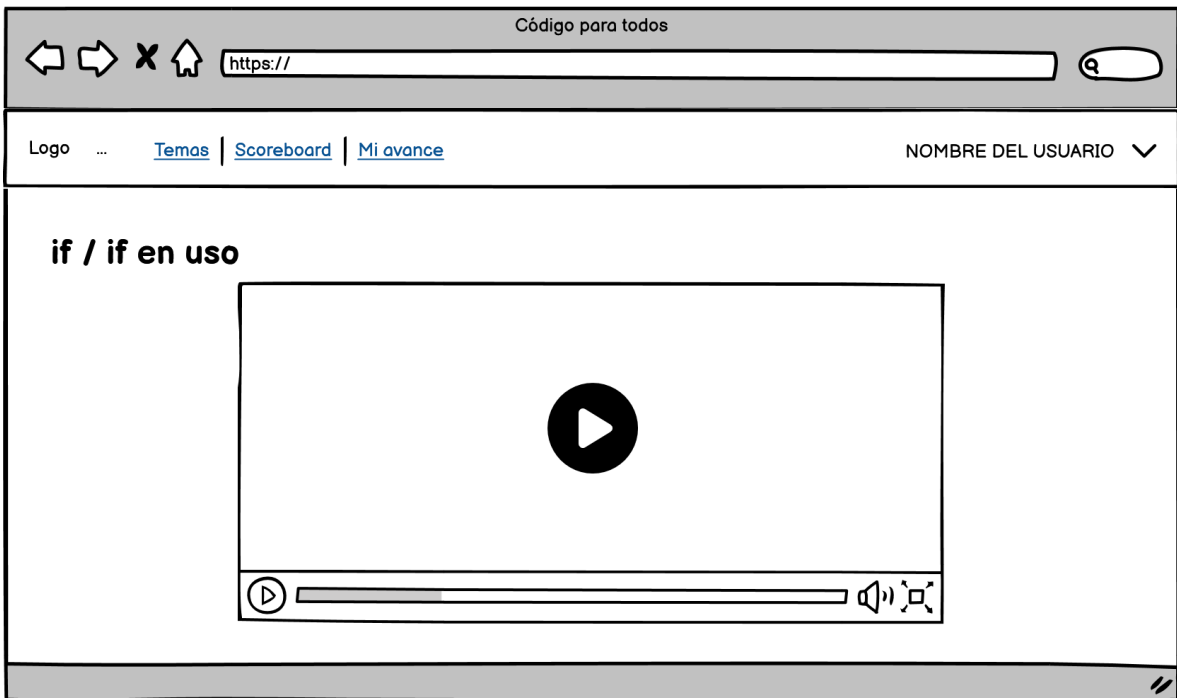 Código para todos
https://
Logo ... Temas Scoreboard Mi avance NOMBRE DEL USUARIO
if / if en uso